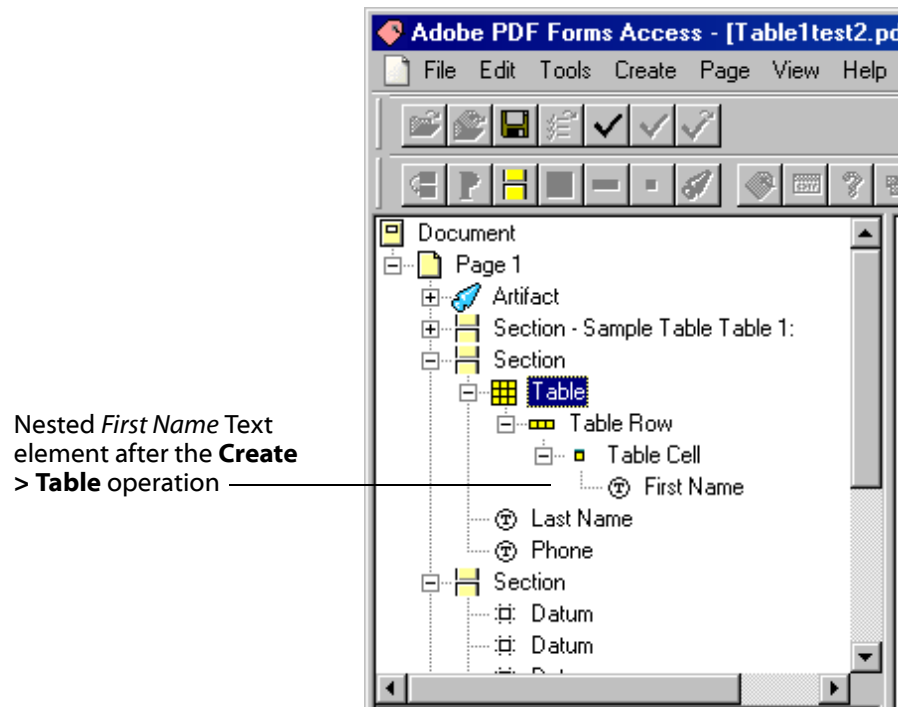 Adobe PDF Forms Access - [Table1test2.pd
File Edit Tools Create Page View Help
Document
Page 1
Artifact
Section - Sample Table Table 1:
Section
Table
Table Row
Table Cell
First Name
Last Name
Phone
Section
Datum
Datum
Nested First Name Text
element after the Create
> Table operation